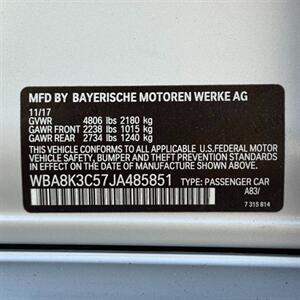 MFD BY BAYERISCHE MOTOREN WERKE AG
11/17
GVWR 4806 lbs 2180 kg
GAWR FRONT 2238 lbs 1015 kg
GAWR REAR 2734 lbs 1240 kg
THIS VEHICLE CONFORMS TO ALL APPLICABLE
U.S.FEDERAL MOTOR VEHICLE SAFETY, BUMPER,
AND THEFT PREVENTION STANDARDS IN EFFECT
ON THE DATE OF MANUFACTURE SHOWN ABOVE.
WBA8K3C57JA485851 TYPE: PASSENGER CAR
A83/
7 315 814